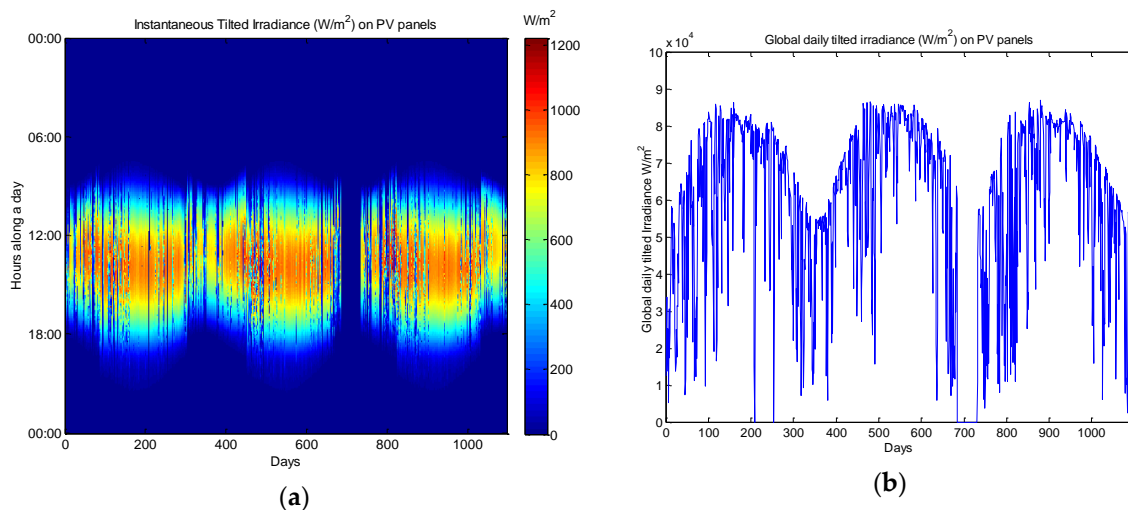 Instantaneous Tilted Irradiance (W/m²) on PV panels
W/m²
00:00
06:00
12:00
18:00
00:00
Hours along a day
0 200 400 600 800 1000
Days
1200
1000
800
600
400
200
0
(a)
Global daily tilted irradiance (W/m²) on PV panels
x 10⁴
10
9
8
7
6
5
4
3
2
1
0
Global daily tilted Irradiance W/m²
0 100 200 300 400 500 600 700 800 900 1000
Days
(b)